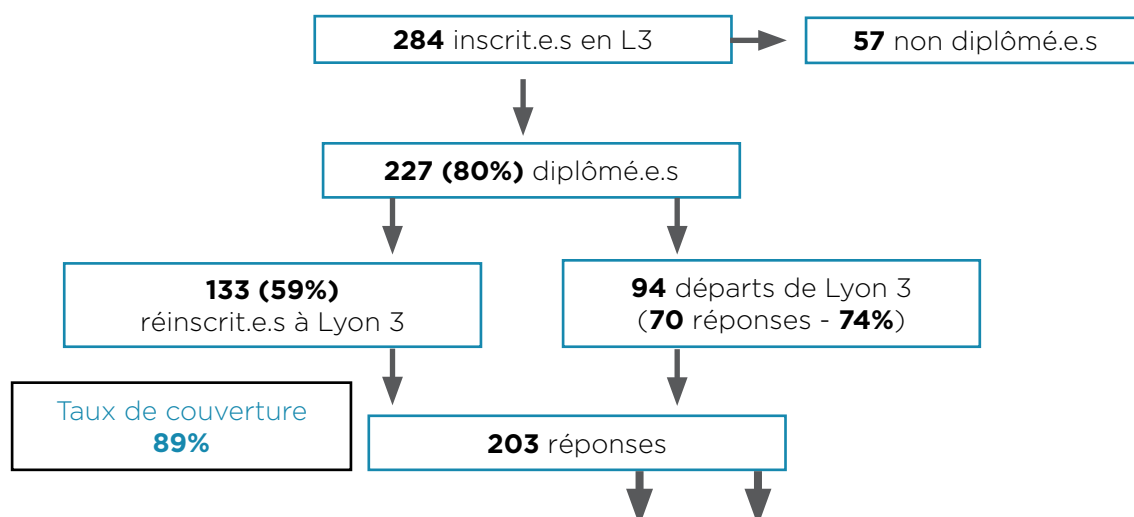 284 inscrit.e.s en L3
57 non diplômé.e.s
227 (80%) diplômé.e.s
133 (59%)
réinscrit.e.s à Lyon 3
94 départs de Lyon 3
(70 réponses - 74%)
Taux de couverture
89%
203 réponses